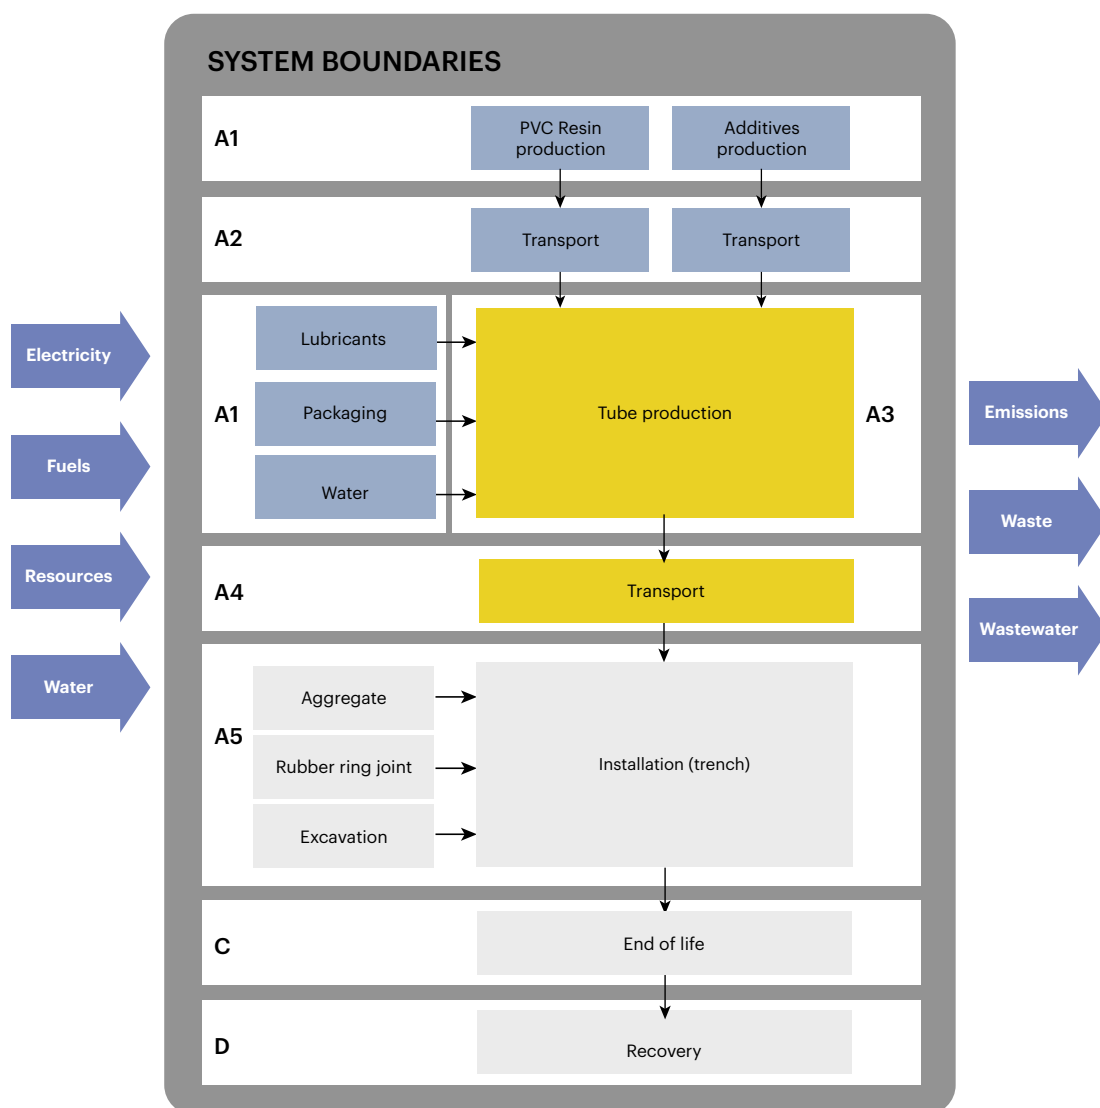 SYSTEM BOUNDARIES
A1
PVC Resin
production
Additives
production
A2
Transport
Transport
Electricity
Fuels
Resources
Water
A1
Lubricants
Packaging
Water
Tube production
A3
Emissions
Waste
Wastewater
A4
Transport
A5
Aggregate
Rubber ring joint
Excavation
Installation (trench)
C
End of life
D
Recovery